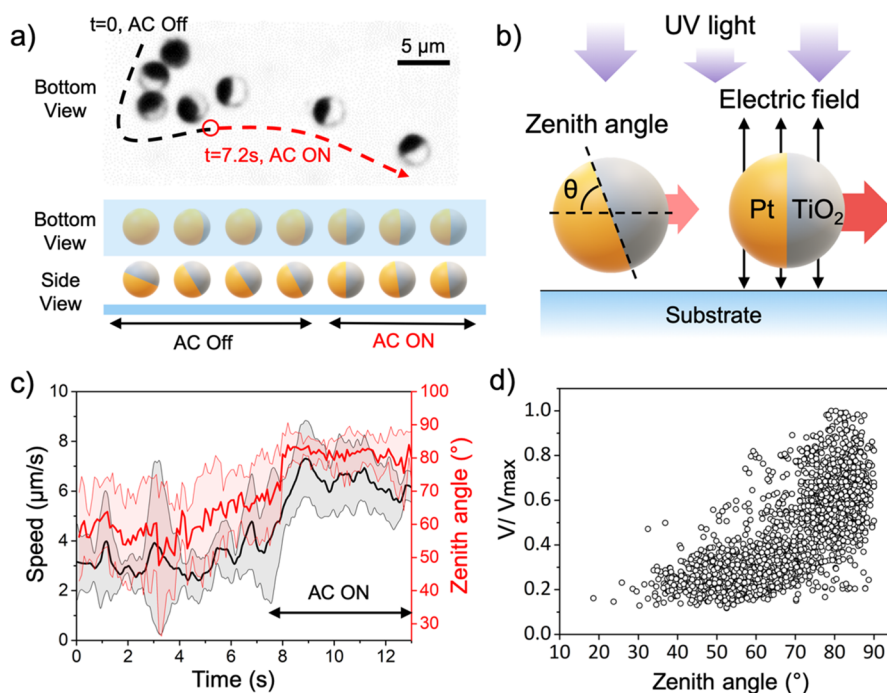 a)
t=0, AC Off
5 μm
Bottom
View
t=7.2s, AC ON
Bottom
View
Side
View
AC Off
AC ON
b)
UV light
Electric field
Zenith angle
θ
Pt
TiO₂
Substrate
c)
Speed (μm/s)
10
8
6
4
2
0
0
2
4
6
8
10
12
Time (s)
AC ON
100
90
80
70
60
50
40
30
Zenith angle (°)
d)
V/ Vmax
1.0
0.8
0.6
0.4
0.2
0.0
10
20
30
40
50
60
70
80
90
Zenith angle (°)